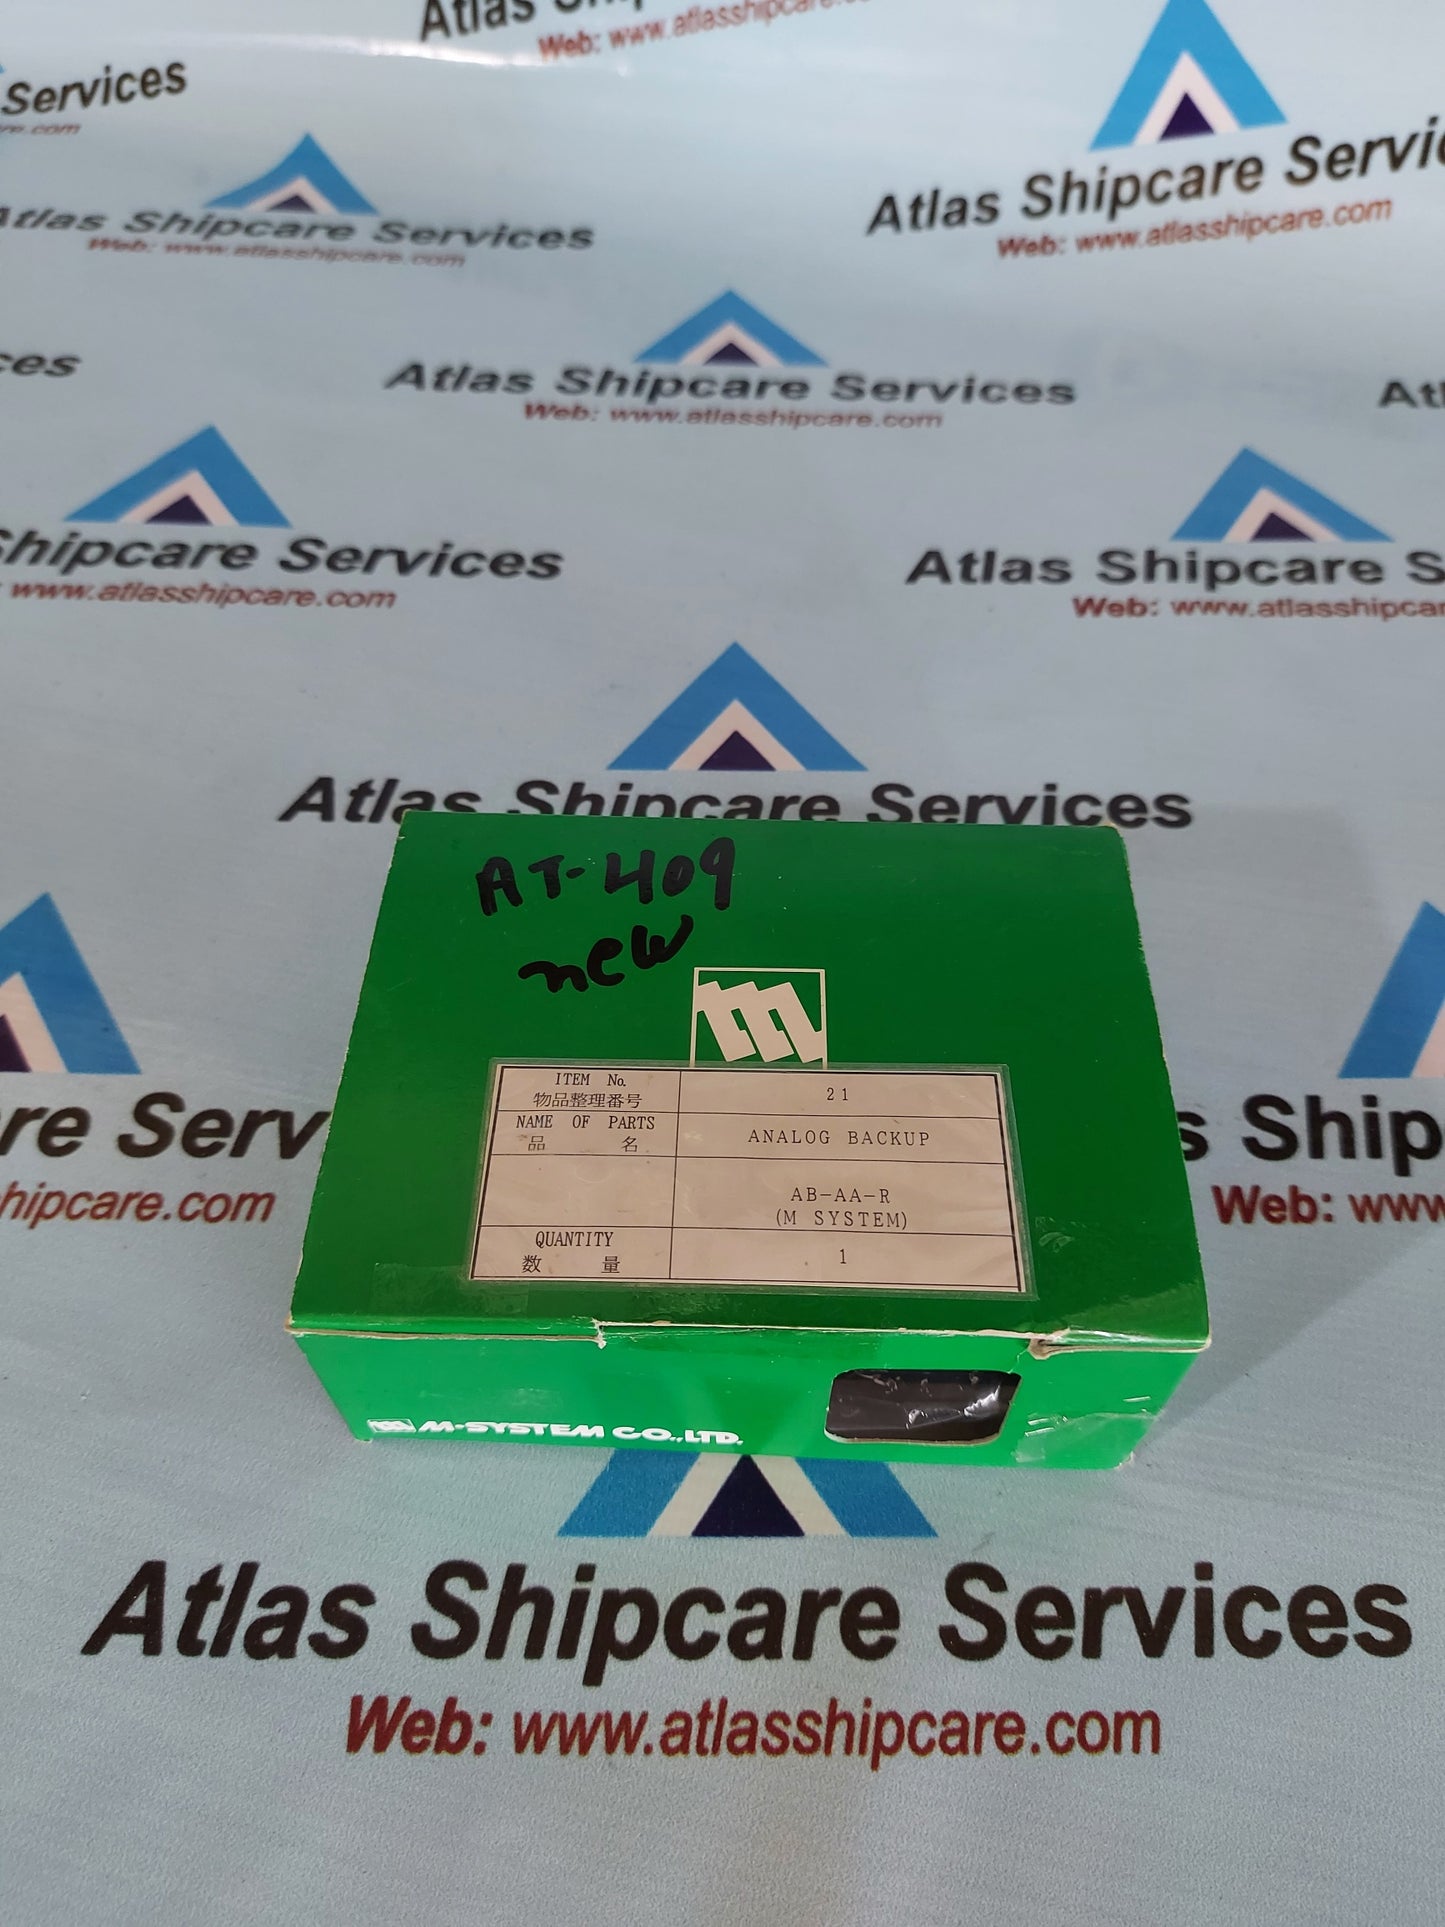 Atlas
Web: www.atlasshipcare.
Services
Atlas Shipcare Services
Web: www.atlasshipcare.com
Atlas Shipcare Services
Web: www.atlasshipcare.com
Atlas Shipcare Services
Web: www.atlasshipcare.com
Shipcare Services
www.atlasshipcare.com
Atlas Shipcare S
Web: www.atlasshipcar
Atlas Shipcare Services
AT-409
new
ITEM No. 21
物品整理番号
NAME OF PARTS ANALOG BACKUP
品 名
AB-AA-R
(M SYSTEM)
QUANTITY 1
数 量
M-SYSTEM CO.,LTD.
re Serv
hipcare.com
s Ship
Web: www
Atlas Shipcare Services
Web: www.atlasshipcare.com